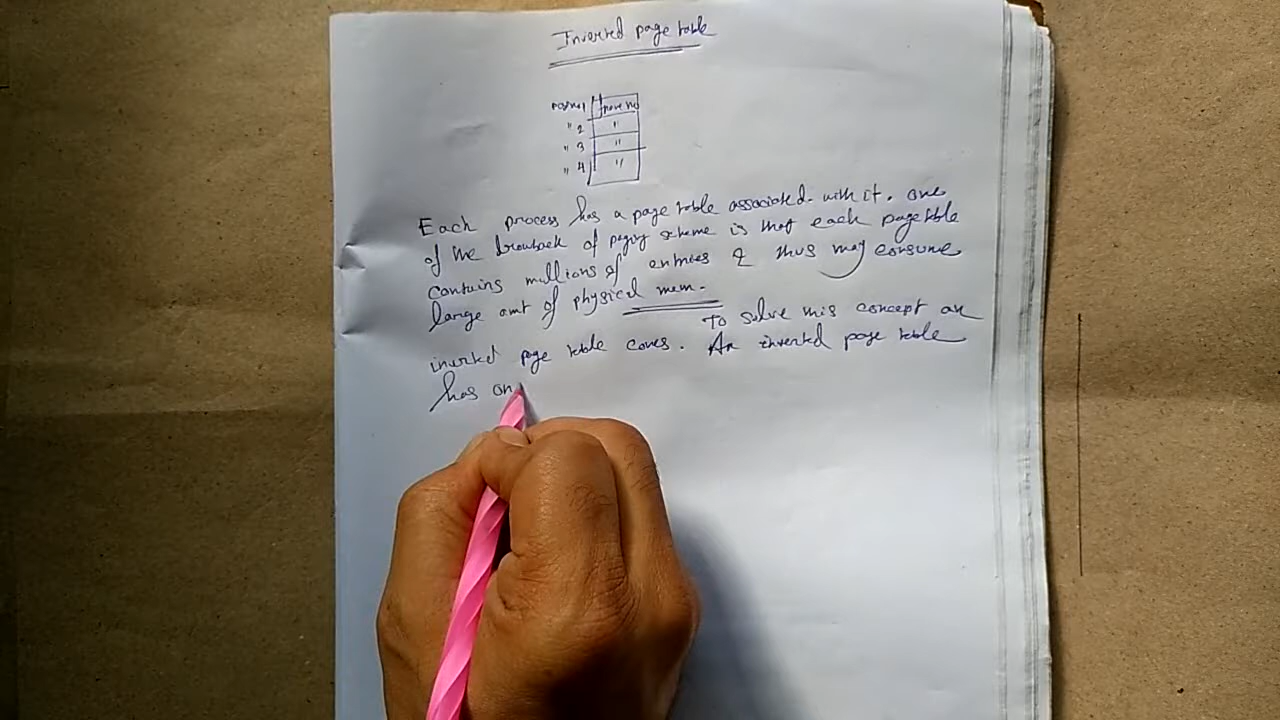 Inverted page table
frame no
" 2 "
" 3 "
" 4 "
Each process has a page table associated with it. one
of the drawback of paging scheme is that each page table
contains millions of entries & thus may consume
large amt of physical mem.
To solve this concept an
inverted page table comes. An inverted page table
has on